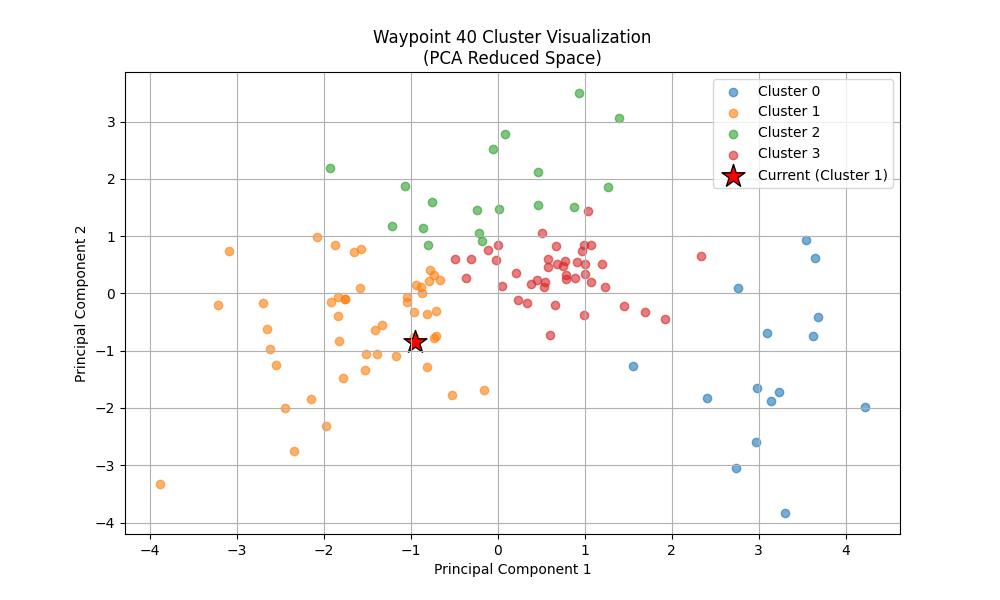 Waypoint 40 Cluster Visualization
(PCA Reduced Space)
Cluster 0
Cluster 1
Cluster 2
Cluster 3
Current (Cluster 1)
Principal Component 2
3
2
1
0
−1
−2
−3
−4
−4 −3 −2 −1 0 1 2 3 4
Principal Component 1